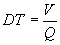 DT = V/Q